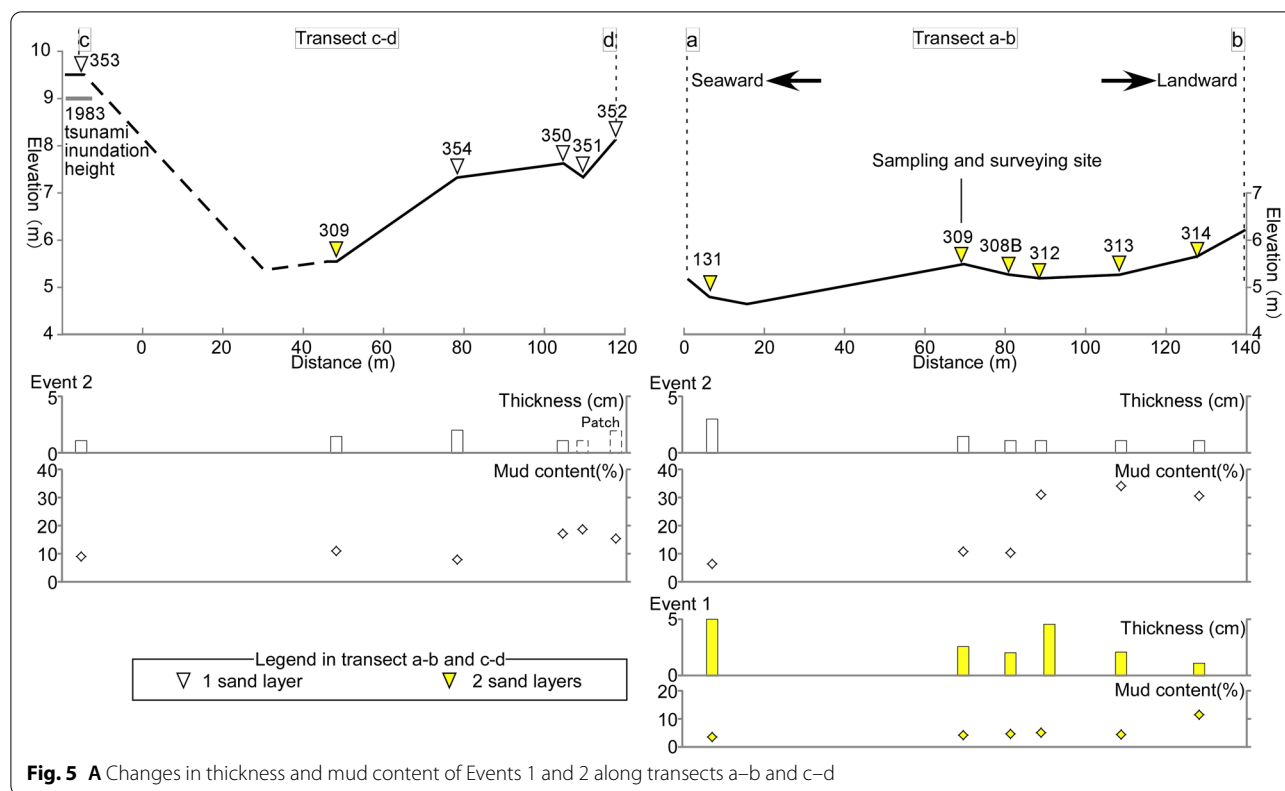 c
Transect c-d
d
10
9
8
7
6
5
4
Elevation (m)
353
1983
tsunami
inundation
height
309
354
350
351
352
0
20
40
60
80
100
120
Distance (m)
a
Transect a-b
b
Seaward
Landward
Sampling and surveying site
131
309
308B
312
313
314
7
6
5
4
Elevation (m)
0
20
40
60
80
100
120
140
Distance (m)
Event 2
5
0
Thickness (cm)
Patch
40
30
20
10
0
Mud content(%)
Event 2
5
0
Thickness (cm)
40
30
20
10
0
Mud content(%)
Event 1
5
0
Thickness (cm)
20
10
0
Mud content(%)
Legend in transect a-b and c-d
1 sand layer
2 sand layers
Fig. 5 A Changes in thickness and mud content of Events 1 and 2 along transects a–b and c–d